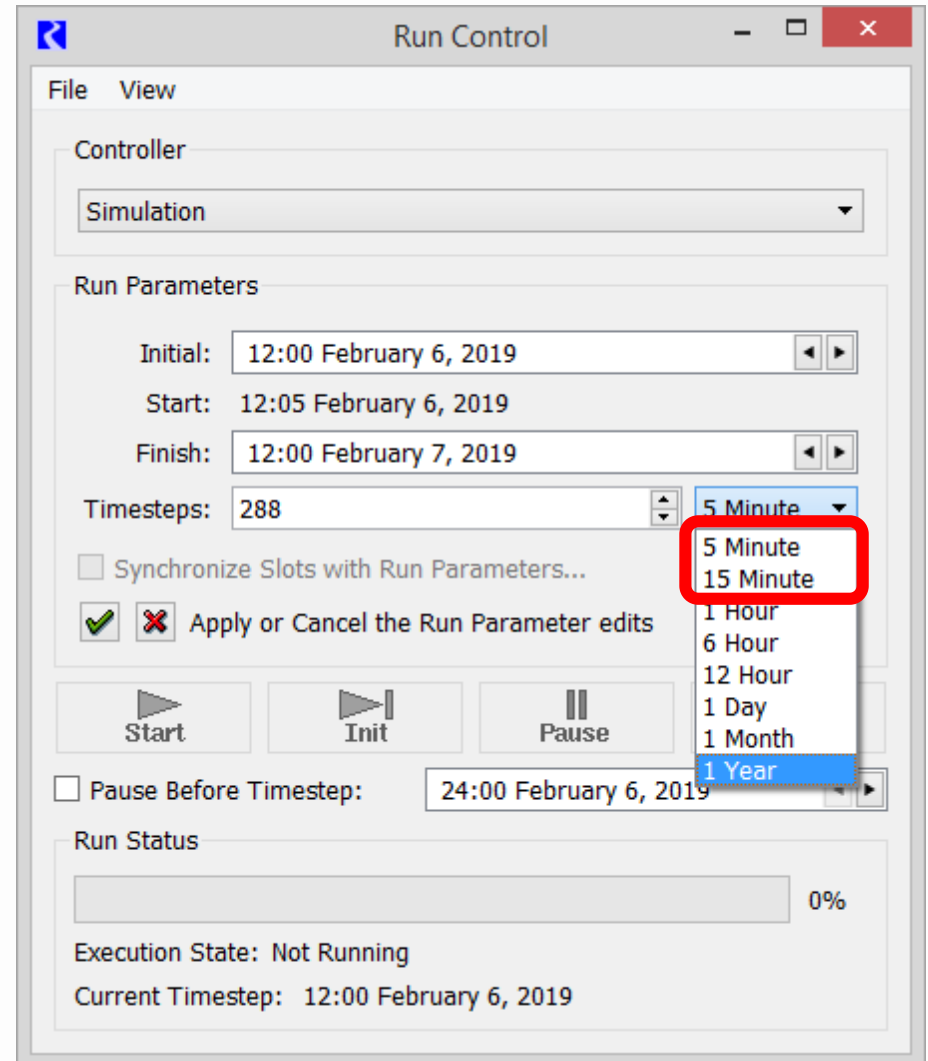 Run Control
File View
Controller
Simulation
Run Parameters
Initial: 12:00 February 6, 2019
Start: 12:05 February 6, 2019
Finish: 12:00 February 7, 2019
Timesteps: 288 5 Minute
5 Minute
Synchronize Slots with Run Parameters...
15 Minute
1 Hour
Apply or Cancel the Run Parameter edits
6 Hour
12 Hour
1 Day
1 Month
Start Init Pause
1 Year
Pause Before Timestep: 24:00 February 6, 2019
Run Status
0%
Execution State: Not Running
Current Timestep: 12:00 February 6, 2019